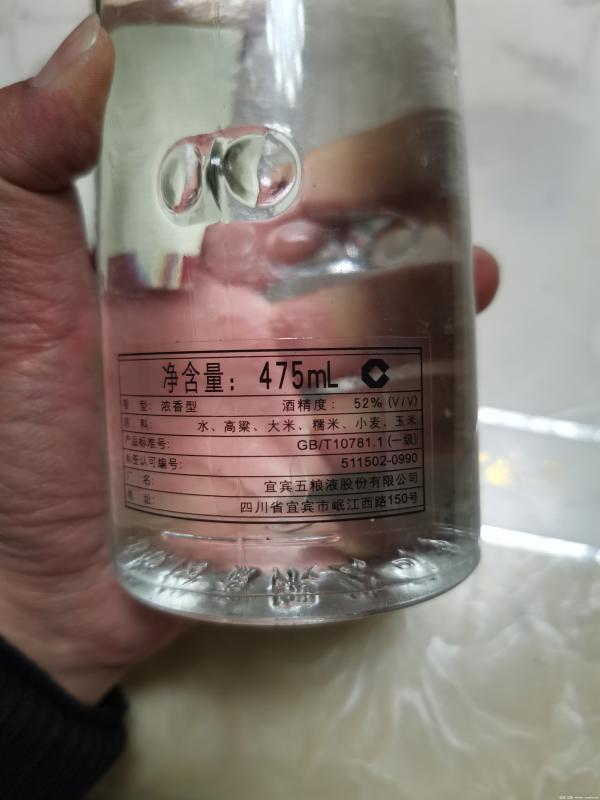 净含量：475mL
香 型：浓香型 酒精度：52%(V/V)
原 料：水、高粱、大米、糯米、小麦、玉米
产品标准号：GB/T10781.1(一级)
标签认可编号：511502-0990
厂 名：宜宾五粮液股份有限公司
地 址：四川省宜宾市岷江西路150号